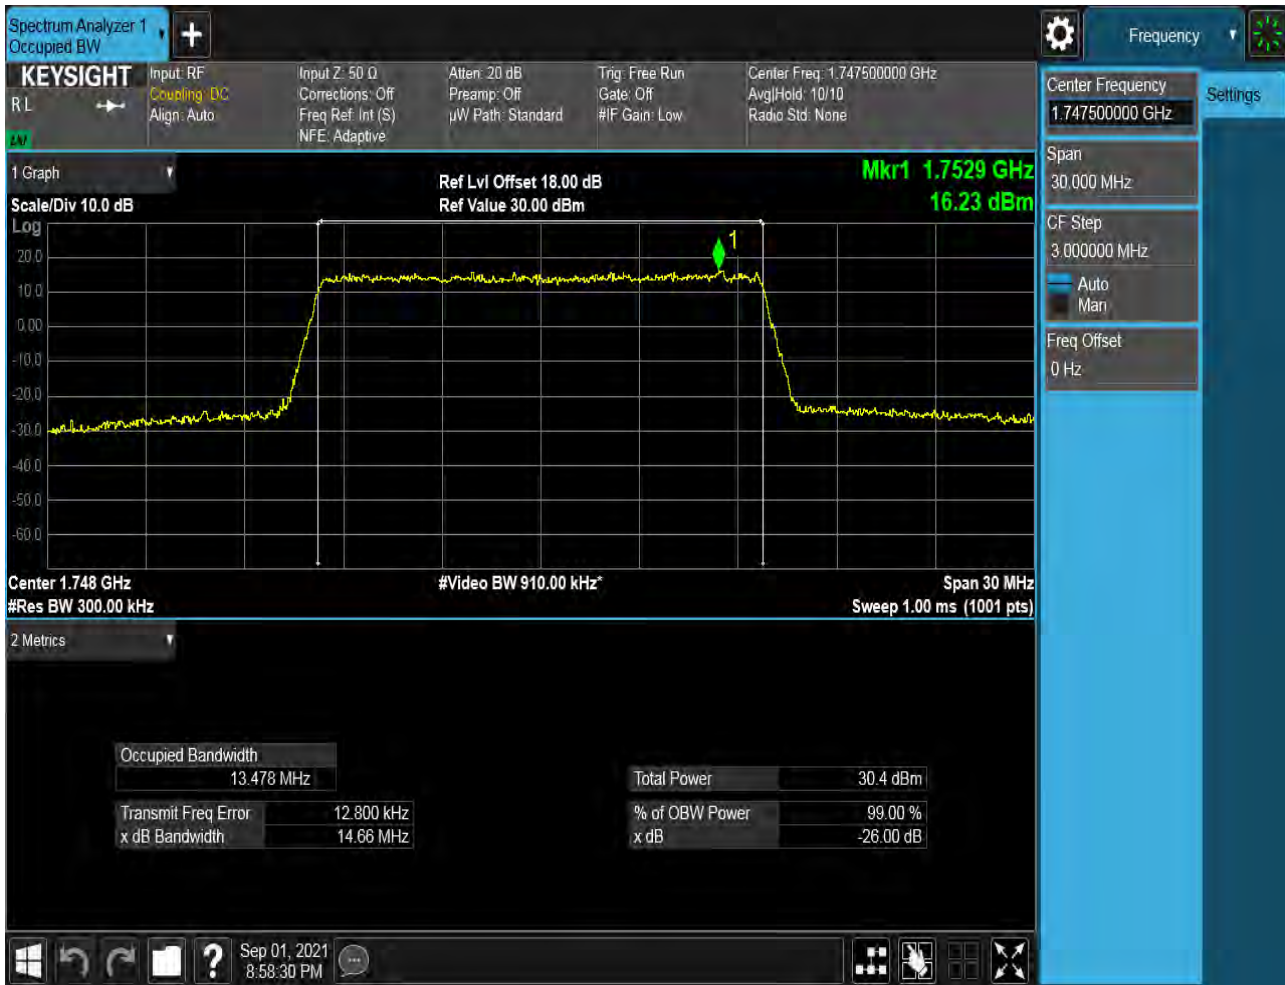 Spectrum Analyzer 1
Occupied BW
Frequency
KEYSIGHT
R L
LXI
Input: RF
Coupling: DC
Align: Auto
Input Z: 50 Ω
Corrections: Off
Freq Ref: Int (S)
NFE: Adaptive
Atten: 20 dB
Preamp: Off
µW Path: Standard
Trig: Free Run
Gate: Off
#IF Gain: Low
Center Freq: 1.747500000 GHz
Avg|Hold: 10/10
Radio Std: None
Center Frequency
1.747500000 GHz
Settings
Span
30.000 MHz
CF Step
3.000000 MHz
Auto
Man
Freq Offset
0 Hz
1 Graph
Scale/Div 10.0 dB
Ref Lvl Offset 18.00 dB
Ref Value 30.00 dBm
Mkr1 1.7529 GHz
16.23 dBm
Log
1
20.0
10.0
0.00
-10.0
-20.0
-30.0
-40.0
-50.0
-60.0
Center 1.748 GHz
#Video BW 910.00 kHz*
Span 30 MHz
#Res BW 300.00 kHz
Sweep 1.00 ms (1001 pts)
2 Metrics
Occupied Bandwidth
13.478 MHz
Total Power 30.4 dBm
Transmit Freq Error 12.800 kHz
% of OBW Power 99.00 %
x dB Bandwidth 14.66 MHz
x dB -26.00 dB
?
Sep 01, 2021
8:58:30 PM